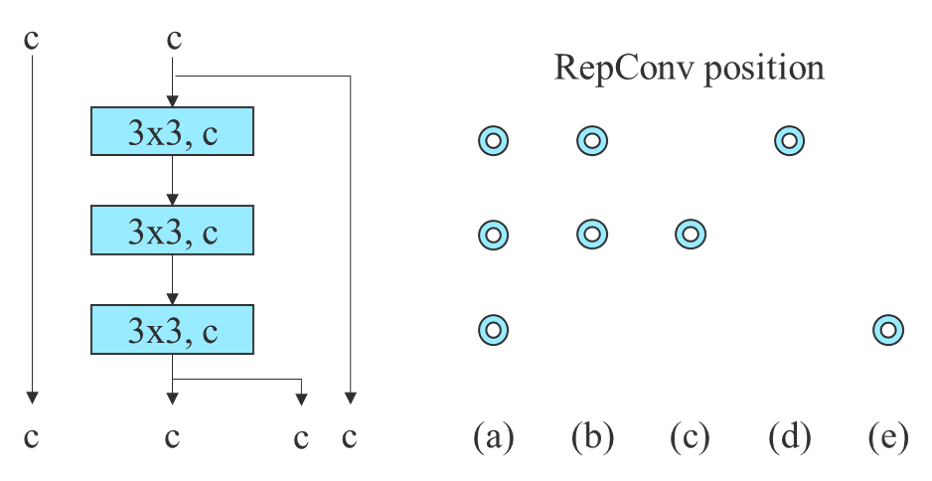 c c
RepConv position
3x3, c
3x3, c
3x3, c
c c c c (a) (b) (c) (d) (e)